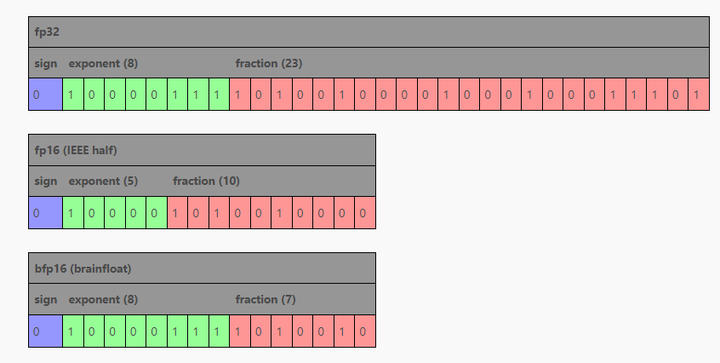 fp32
sign exponent (8) fraction (23)
0 1 0 0 0 0 1 1 1 1 0 1 0 0 1 0 0 0 0 1 0 0 0 1 0 0 0 1 1 1 0 1
fp16 (IEEE half)
sign exponent (5) fraction (10)
0 1 0 0 0 0 1 0 1 0 0 1 0 0 0 0
bfp16 (brainfloat)
sign exponent (8) fraction (7)
0 1 0 0 0 0 1 1 1 1 0 1 0 0 1 0